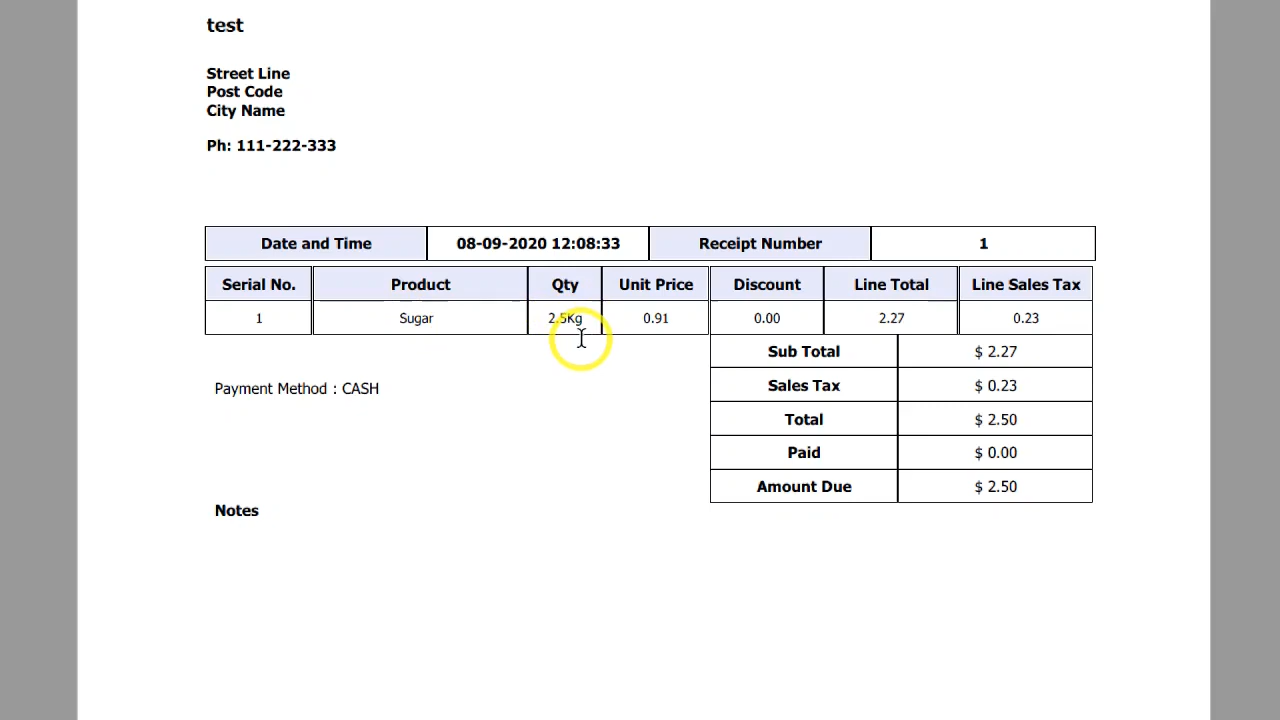 test
Street Line
Post Code
City Name
Ph: 111-222-333
Date and Time 08-09-2020 12:08:33 Receipt Number 1
Serial No. Product Qty Unit Price Discount Line Total Line Sales Tax
1 Sugar 2.5Kg 0.91 0.00 2.27 0.23
Sub Total $ 2.27
Payment Method : CASH
Sales Tax $ 0.23
Total $ 2.50
Paid $ 0.00
Amount Due $ 2.50
Notes